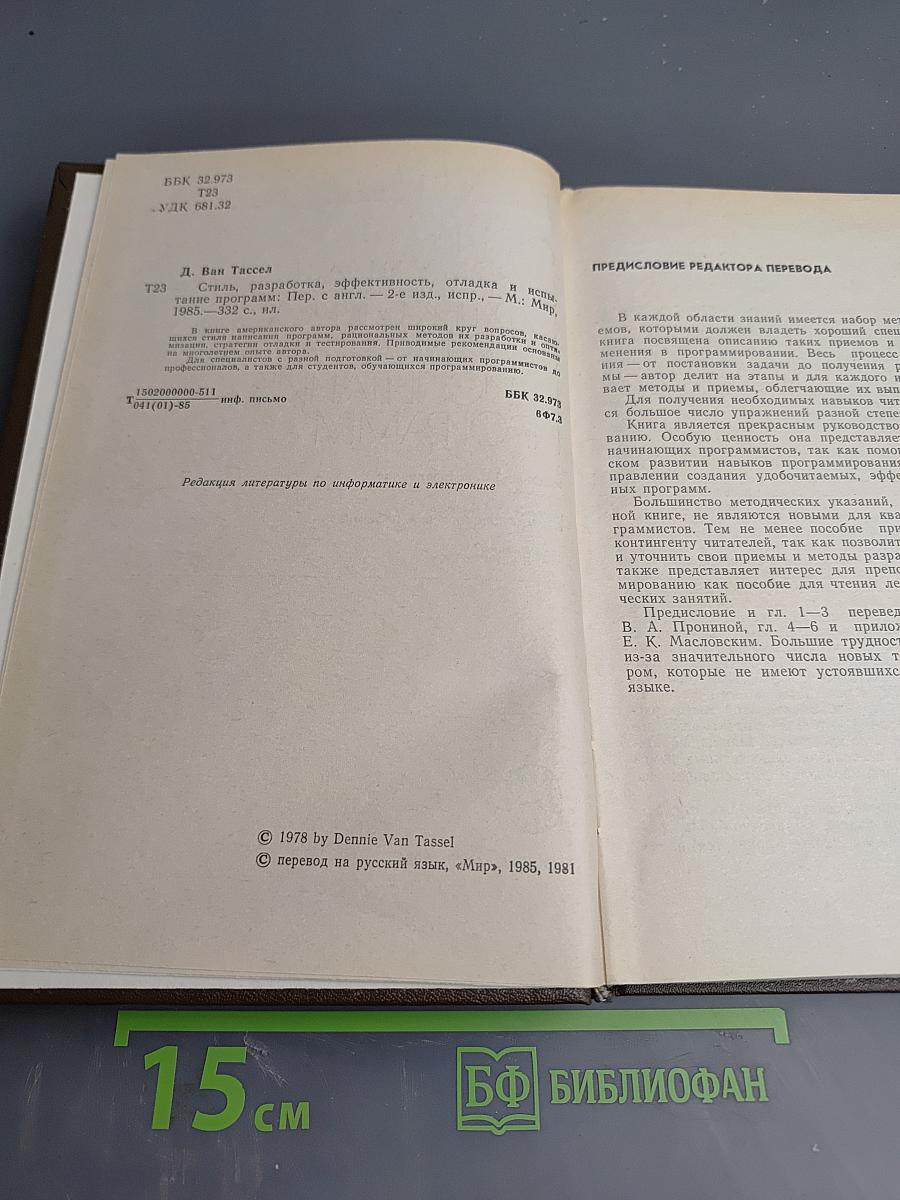 ББК 32.973
Т23
УДК 681.32
Д. Ван Тассел
Т23 Стиль, разработка, эффективность, отладка и испы-
тание программ: Пер. с англ. — 2-е изд., испр., — М.: Мир,
1985.—332 с., ил.
В книге американского автора рассмотрен широкий круг вопросов, касаю-
щихся стиля написания программ, рациональных методов их разработки и опти-
мизации, стратегии отладки и тестирования. Приводимые рекомендации основаны
на многолетнем опыте автора.
Для специалистов с разной подготовкой — от начинающих программистов до
профессионалов, а также для студентов, обучающихся программированию.
Т 1502000000-511
041(01)-85 инф. письмо
ББК 32.973
6Ф7.3
Редакция литературы по информатике и электронике
© 1978 by Dennie Van Tassel
© перевод на русский язык, «Мир», 1985, 1981
ПРЕДИСЛОВИЕ РЕДАКТОРА ПЕРЕВОДА
В каждой области знаний имеется набор мет
емов, которыми должен владеть хороший спец
книга посвящена описанию таких приемов и
менения в программировании. Весь процесс
ния — от постановки задачи до получения р
мы — автор делит на этапы и для каждого и
вает методы и приемы, облегчающие их вып
Для получения необходимых навыков чит
ся большое число упражнений разной степе
Книга является прекрасным руководство
ванию. Особую ценность она представляе
начинающих программистов, так как помо
ском развитии навыков программирования
правлении создания удобочитаемых, эффе
ных программ.
Большинство методических указаний,
ной книге, не являются новыми для ква
граммистов. Тем не менее пособие при
контингенту читателей, так как позволит
и уточнить свои приемы и методы разра
также представляет интерес для препо
мированию как пособие для чтения ле
ческих занятий.
Предисловие и гл. 1—3 перевед
В. А. Прониной, гл. 4—6 и прилож
Е. К. Масловским. Большие трудност
из-за значительного числа новых т
ром, которые не имеют устоявшихс
языке.
15 см
БФ БИБЛИОФАН